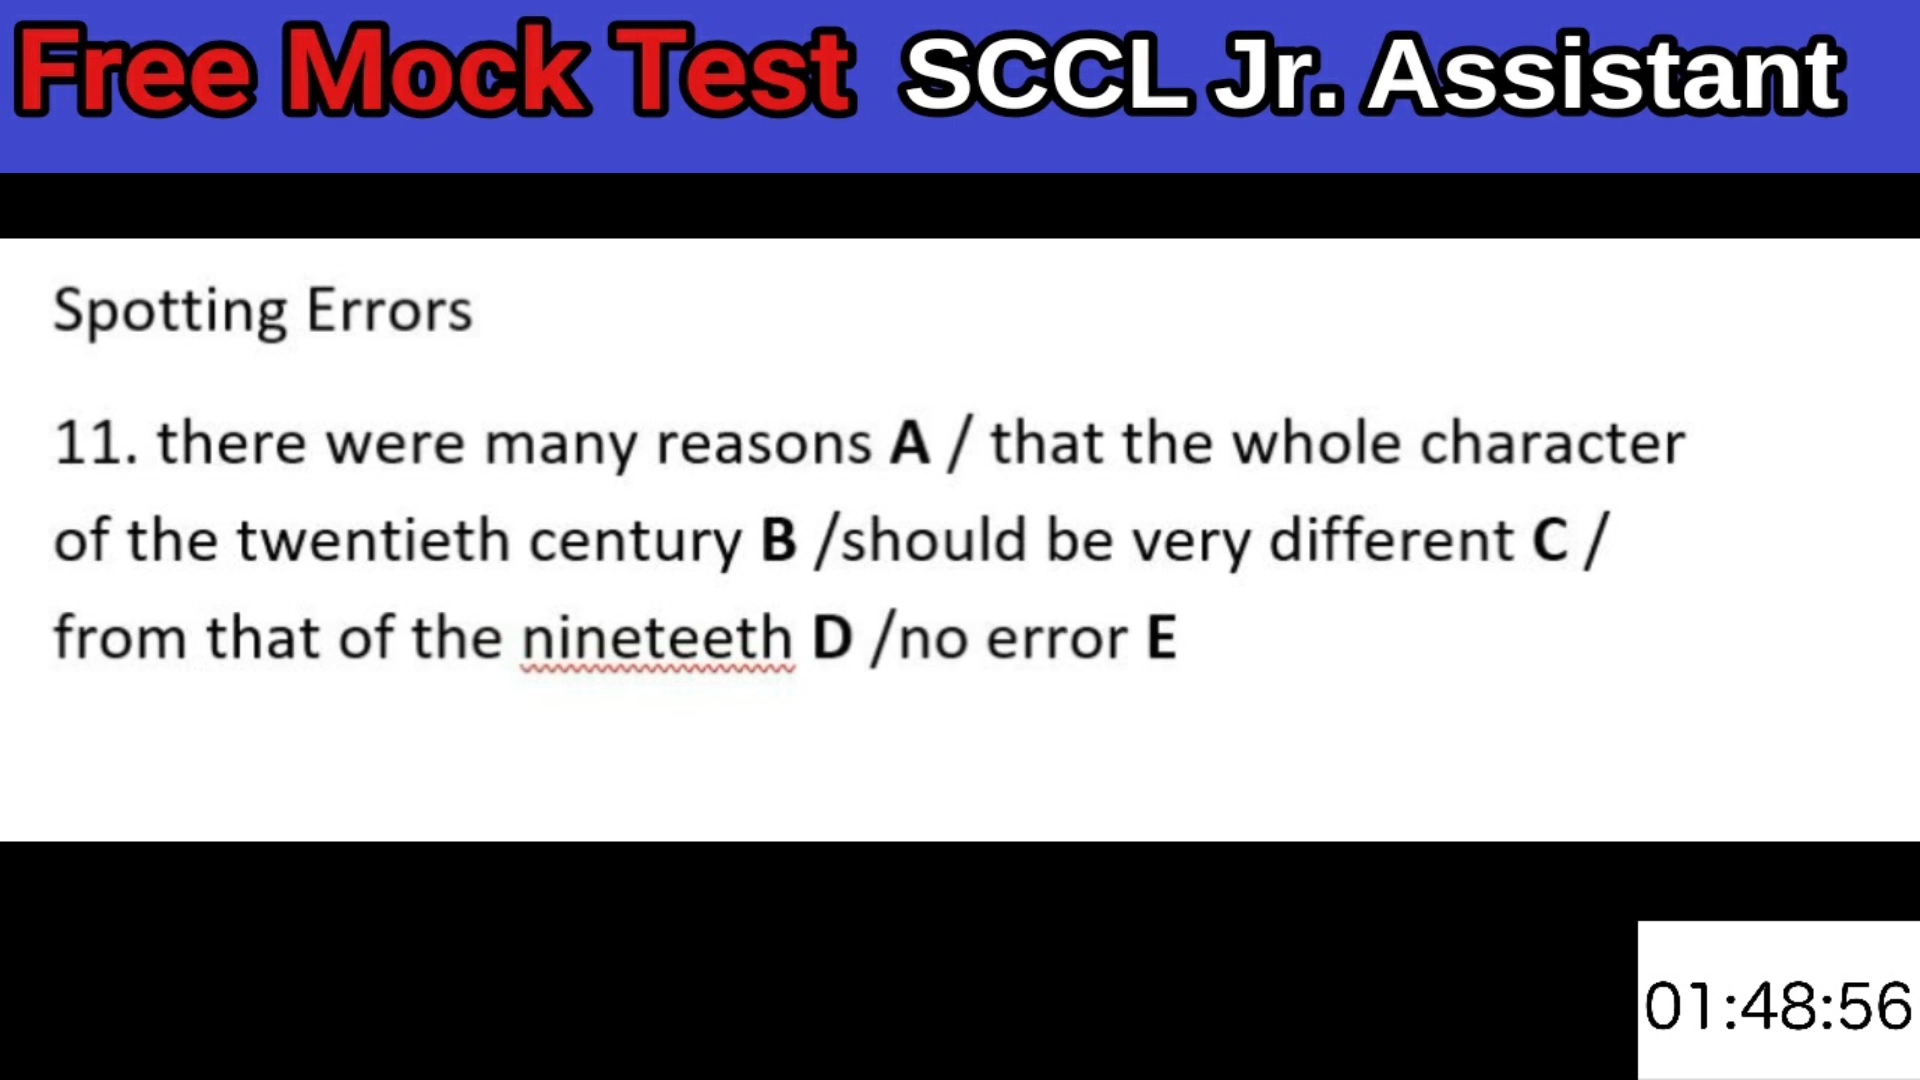 Free Mock Test SCCL Jr. Assistant
Spotting Errors
11. there were many reasons A / that the whole character
of the twentieth century B /should be very different C /
from that of the nineteeth D /no error E
01:48:56